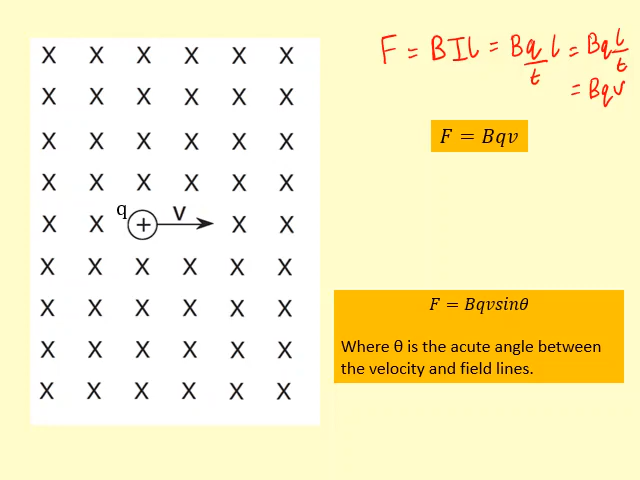 F = BIl = Bq/t l = Bq l/t
= Bqv
F = Bqv
X X X X X X
X X X X X X
X X X X X X
X X X X X X
q
v
X X + X X
X X X X X X
X X X X X X
X X X X X X
X X X X X X
F = Bqvsinθ
Where θ is the acute angle between
the velocity and field lines.